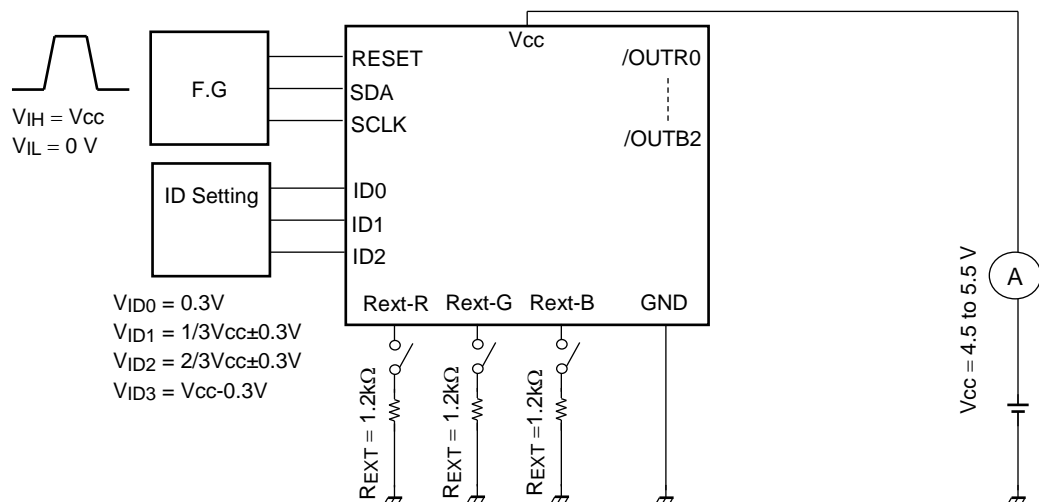 Vcc
RESET
SDA
SCLK
ID0
ID1
ID2
/OUTR0
/OUTB2
F.G
VIH = Vcc
VIL = 0 V
ID Setting
VID0 = 0.3V
VID1 = 1/3Vcc±0.3V
VID2 = 2/3Vcc±0.3V
VID3 = Vcc-0.3V
Rext-R Rext-G Rext-B GND
REXT = 1.2kΩ
REXT = 1.2kΩ
REXT =1.2kΩ
A
Vcc = 4.5 to 5.5 V